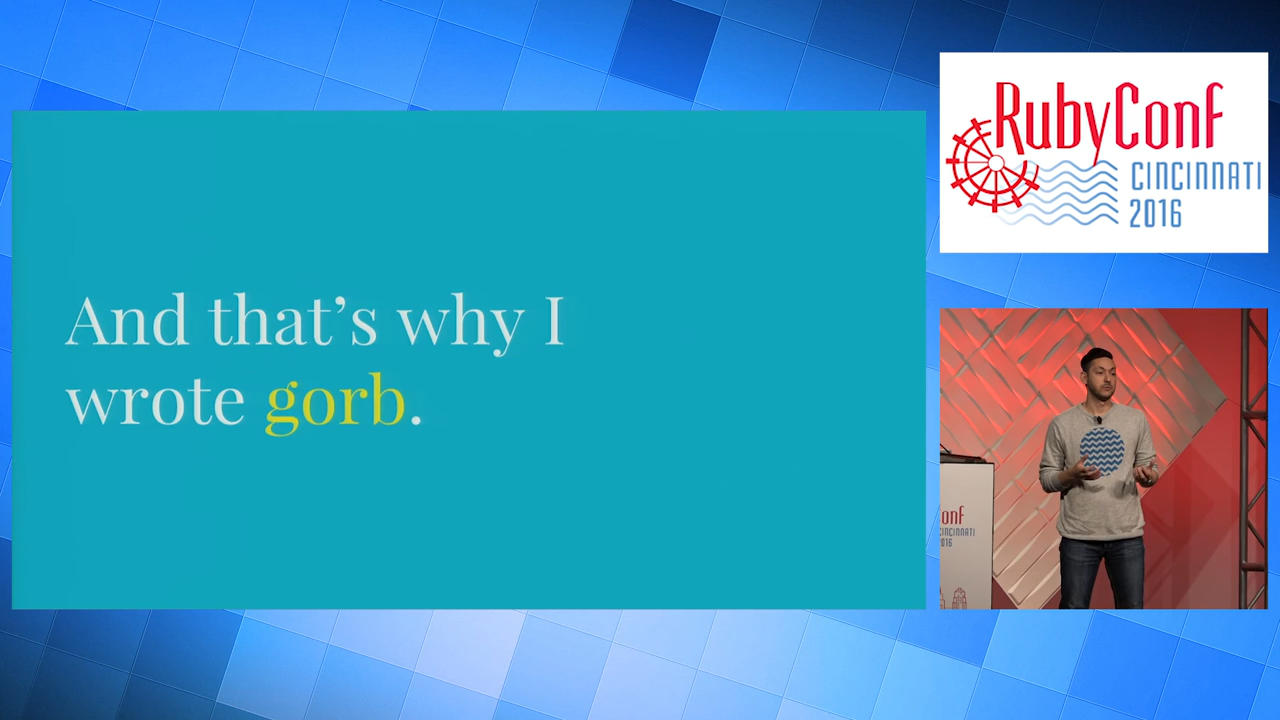 And that's why I
wrote gorb.
RubyConf
CINCINNATI
2016
onf
CINCINNATI
2016